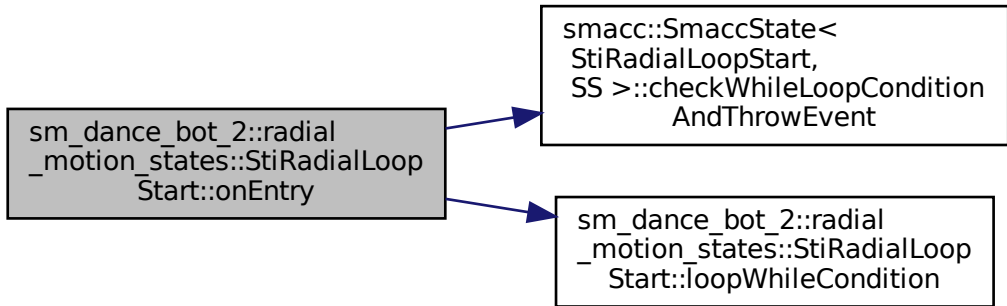 sm_dance_bot_2::radial
_motion_states::StiRadialLoop
Start::onEntry
smacc::SmaccState<
StiRadialLoopStart,
SS >::checkWhileLoopCondition
AndThrowEvent
sm_dance_bot_2::radial
_motion_states::StiRadialLoop
Start::loopWhileCondition